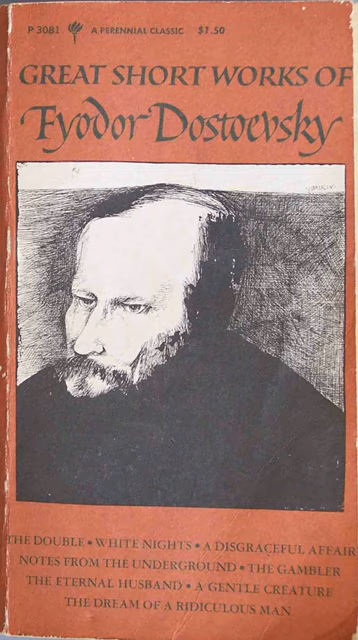 P 3081 A PERENNIAL CLASSIC $1.50
GREAT SHORT WORKS OF
Fyodor Dostoevsky
THE DOUBLE • WHITE NIGHTS • A DISGRACEFUL AFFAIR
NOTES FROM THE UNDERGROUND • THE GAMBLER
THE ETERNAL HUSBAND • A GENTLE CREATURE
THE DREAM OF A RIDICULOUS MAN